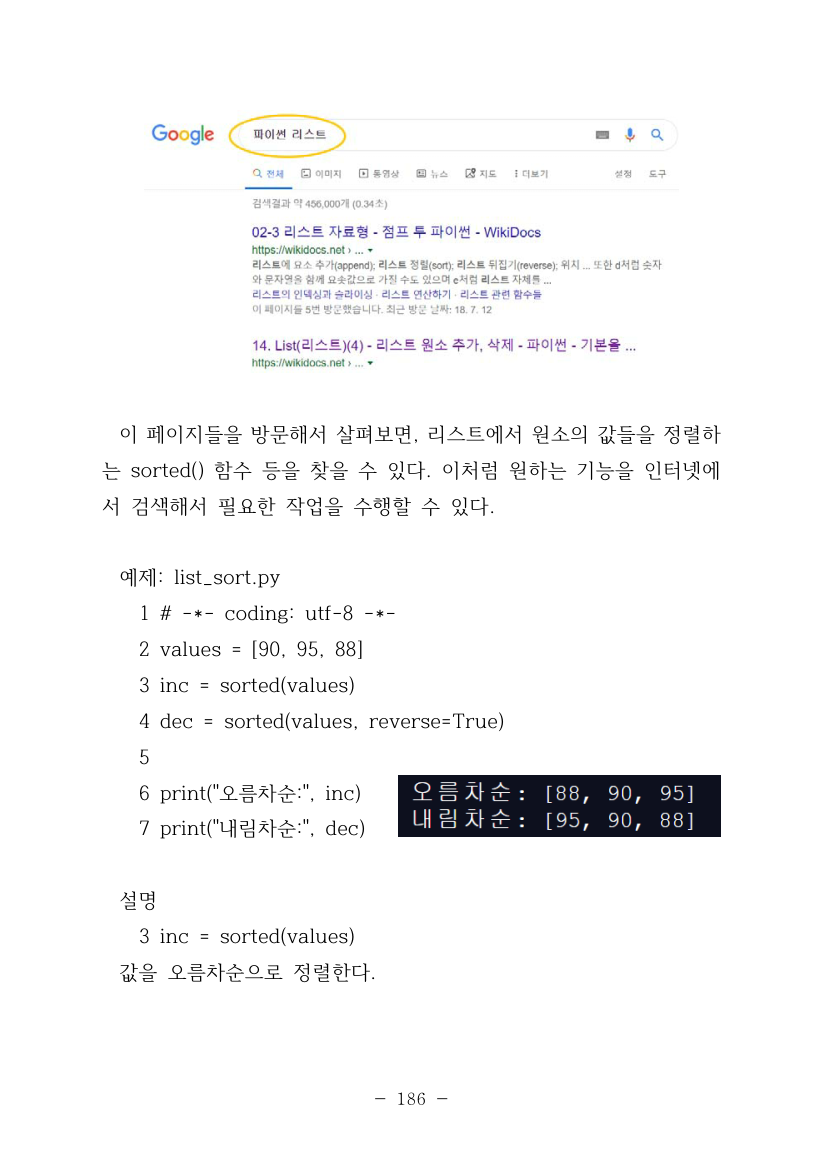 Google 파이썬 리스트
전체 이미지 동영상 뉴스 지도 더보기 설정 도구
검색결과 약 456,000개 (0.34초)
02-3 리스트 자료형 - 점프 투 파이썬 - WikiDocs
https://wikidocs.net › ...
리스트에 요소 추가(append); 리스트 정렬(sort); 리스트 뒤집기(reverse); 위치 ... 또한 d처럼 숫자
와 문자열을 함께 요솟값으로 가질 수도 있으며 e처럼 리스트 자체를 ...
리스트의 인덱싱과 슬라이싱 · 리스트 연산하기 · 리스트 관련 함수들
이 페이지를 5번 방문했습니다. 최근 방문 날짜: 18. 7. 12
14. List(리스트)(4) - 리스트 원소 추가, 삭제 - 파이썬 - 기본을 ...
https://wikidocs.net › ...
이 페이지들을 방문해서 살펴보면, 리스트에서 원소의 값들을 정렬하
는 sorted() 함수 등을 찾을 수 있다. 이처럼 원하는 기능을 인터넷에
서 검색해서 필요한 작업을 수행할 수 있다.
예제: list_sort.py
1 # -*- coding: utf-8 -*-
2 values = [90, 95, 88]
3 inc = sorted(values)
4 dec = sorted(values, reverse=True)
5
6 print("오름차순:", inc)
7 print("내림차순:", dec)
오름차순: [88, 90, 95]
내림차순: [95, 90, 88]
설명
3 inc = sorted(values)
값을 오름차순으로 정렬한다.
- 186 -